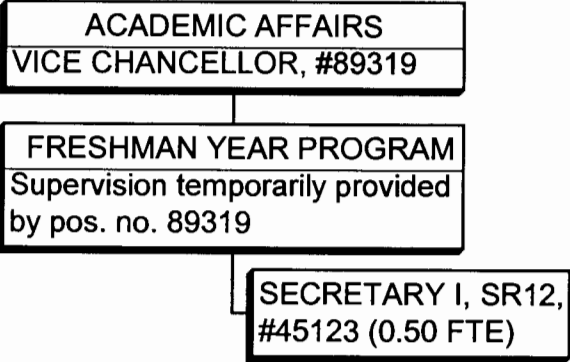 ACADEMIC AFFAIRS
VICE CHANCELLOR, #89319
FRESHMAN YEAR PROGRAM
Supervision temporarily provided
by pos. no. 89319
SECRETARY I, SR12,
#45123 (0.50 FTE)